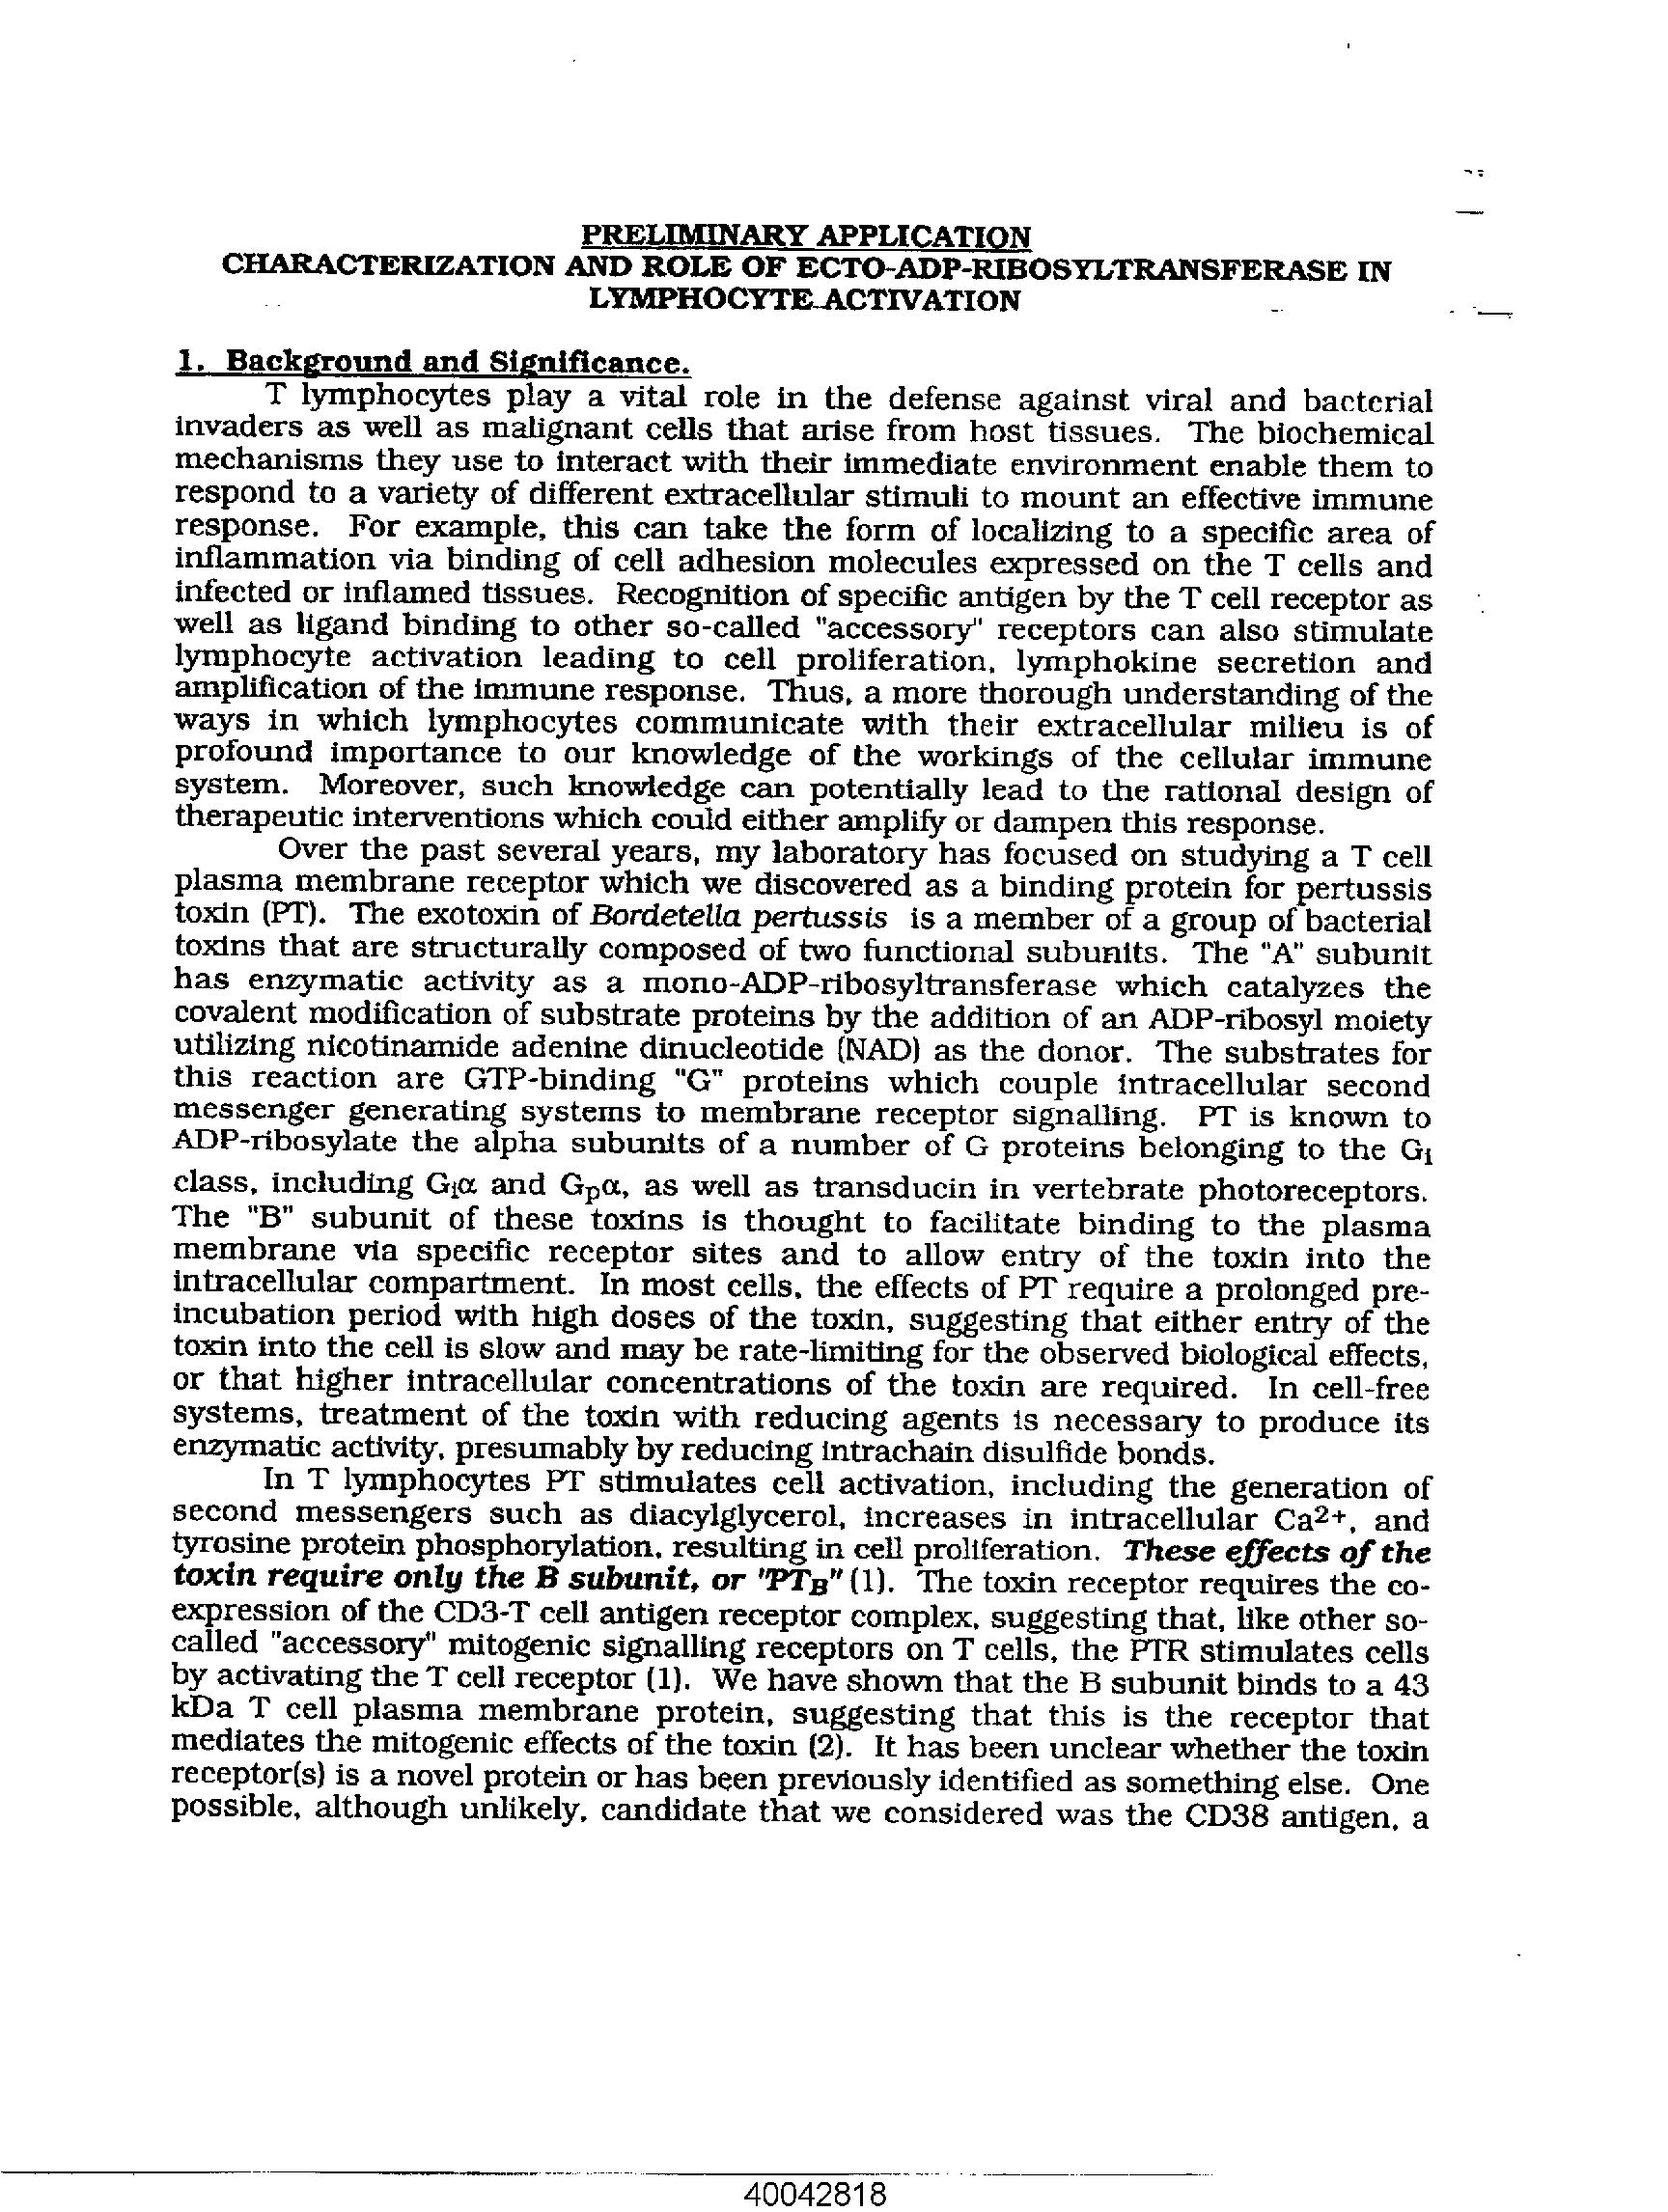 PRELIMINARY APPLICATION
CHARACTERIZATION AND ROLE OF ECTO-ADP-RIBOSYLTRANSFERASE IN
LYMPHOCYTE ACTIVATION
1. Background and Significance.
T lymphocytes play a vital role in the defense against viral and bacterial
invaders as well as malignant cells that arise from host tissues. The biochemical
mechanisms they use to interact with their immediate environment enable them to
respond to a variety of different extracellular stimuli to mount an effective immune
response. For example, this can take the form of localizing to a specific area of
inflammation via binding of cell adhesion molecules expressed on the T cells and
infected or inflamed tissues. Recognition of specific antigen by the T cell receptor as
well as ligand binding to other so-called "accessory" receptors can also stimulate
lymphocyte activation leading to cell proliferation, lymphokine secretion and
amplification of the immune response. Thus, a more thorough understanding of the
ways in which lymphocytes communicate with their extracellular milieu is of
profound importance to our knowledge of the workings of the cellular immune
system. Moreover, such knowledge can potentially lead to the rational design of
therapeutic interventions which could either amplify or dampen this response.
Over the past several years, my laboratory has focused on studying a T cell
plasma membrane receptor which we discovered as a binding protein for pertussis
toxin (PT). The exotoxin of Bordetella pertussis is a member of a group of bacterial
toxins that are structurally composed of two functional subunits. The "A" subunit
has enzymatic activity as a mono-ADP-ribosyltransferase which catalyzes the
covalent modification of substrate proteins by the addition of an ADP-ribosyl moiety
utilizing nicotinamide adenine dinucleotide (NAD) as the donor. The substrates for
this reaction are GTP-binding "G" proteins which couple intracellular second
messenger generating systems to membrane receptor signalling. PT is known to
ADP-ribosylate the alpha subunits of a number of G proteins belonging to the Gi
class, including Giα and Gpα, as well as transducin in vertebrate photoreceptors.
The "B" subunit of these toxins is thought to facilitate binding to the plasma
membrane via specific receptor sites and to allow entry of the toxin into the
intracellular compartment. In most cells, the effects of PT require a prolonged pre-
incubation period with high doses of the toxin, suggesting that either entry of the
toxin into the cell is slow and may be rate-limiting for the observed biological effects,
or that higher intracellular concentrations of the toxin are required. In cell-free
systems, treatment of the toxin with reducing agents is necessary to produce its
enzymatic activity, presumably by reducing intrachain disulfide bonds.
In T lymphocytes PT stimulates cell activation, including the generation of
second messengers such as diacylglycerol, increases in intracellular Ca2+, and
tyrosine protein phosphorylation, resulting in cell proliferation. These effects of the
toxin require only the B subunit, or "PTB" (1). The toxin receptor requires the co-
expression of the CD3-T cell antigen receptor complex, suggesting that, like other so-
called "accessory" mitogenic signalling receptors on T cells, the PTR stimulates cells
by activating the T cell receptor (1). We have shown that the B subunit binds to a 43
kDa T cell plasma membrane protein, suggesting that this is the receptor that
mediates the mitogenic effects of the toxin (2). It has been unclear whether the toxin
receptor(s) is a novel protein or has been previously identified as something else. One
possible, although unlikely, candidate that we considered was the CD38 antigen, a
40042818